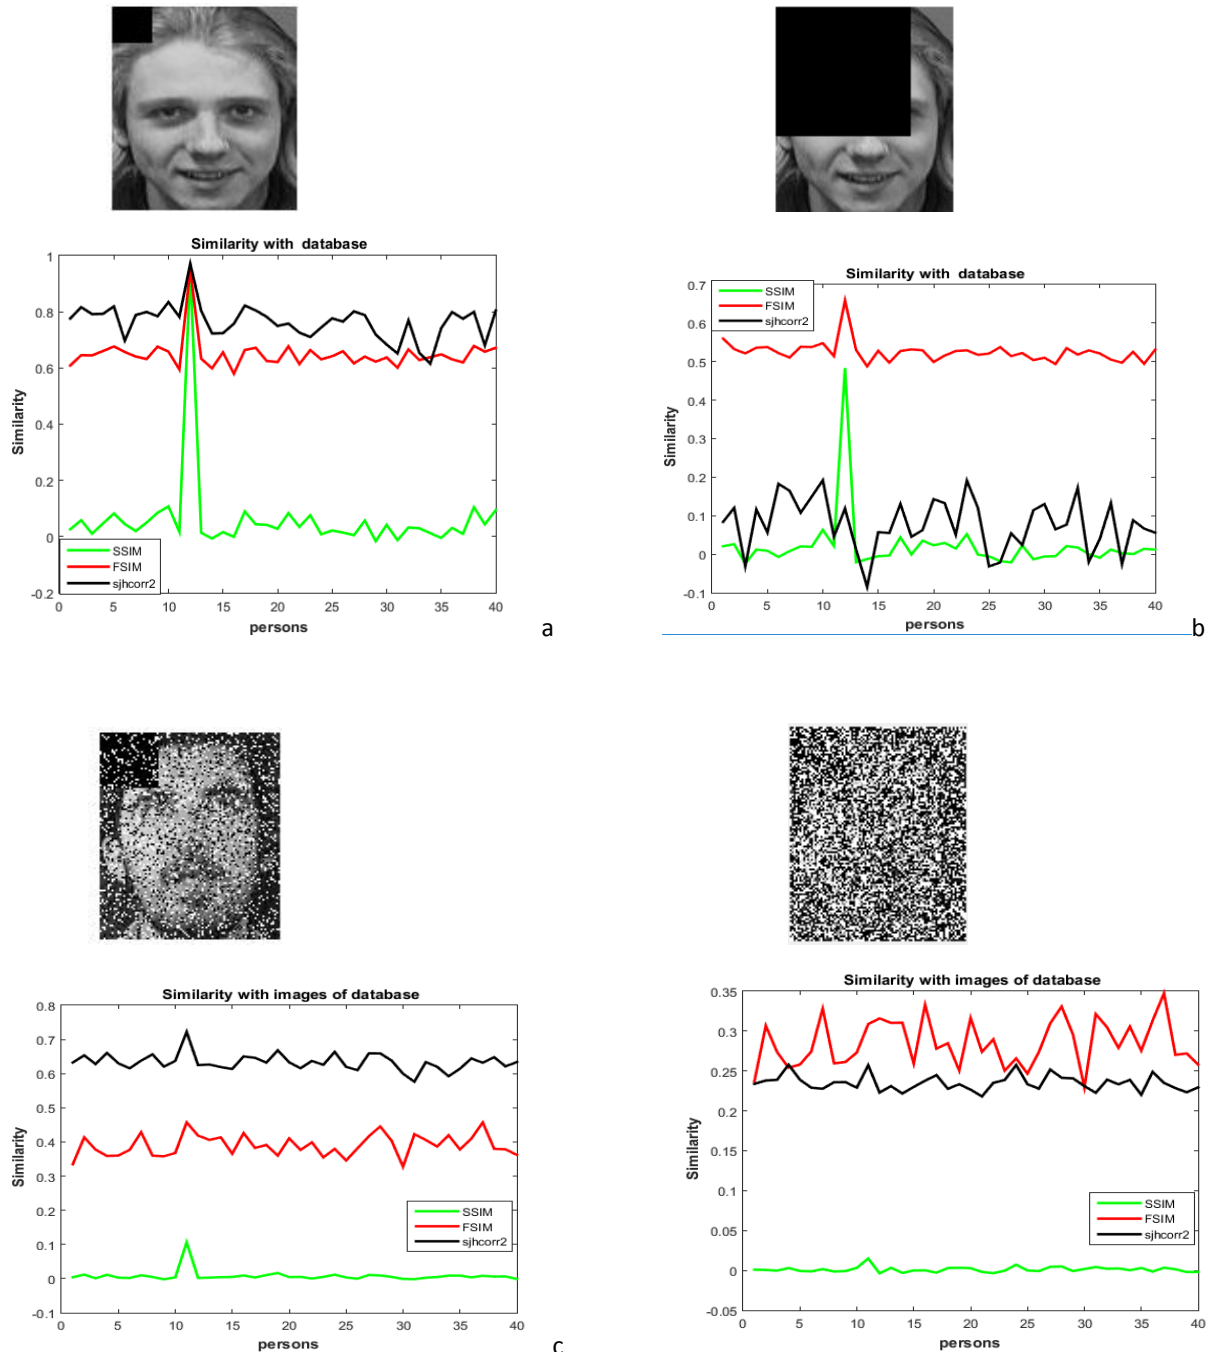 Similarity with  database
1
0.8
0.6
0.4
0.2
0
-0.2
Similarity
SSIM
FSIM
sjhcorr2
0 5 10 15 20 25 30 35 40
persons
a
Similarity with  database
0.7
0.6
0.5
0.4
0.3
0.2
0.1
0
-0.1
Similarity
SSIM
FSIM
sjhcorr2
0 5 10 15 20 25 30 35 40
persons
b
Similarity with images of database
0.8
0.7
0.6
0.5
0.4
0.3
0.2
0.1
0
-0.1
Similarity
SSIM
FSIM
sjhcorr2
0 5 10 15 20 25 30 35 40
persons
c
Similarity with images of database
0.35
0.3
0.25
0.2
0.15
0.1
0.05
0
-0.05
Similarity
SSIM
FSIM
sjhcorr2
0 5 10 15 20 25 30 35 40
persons